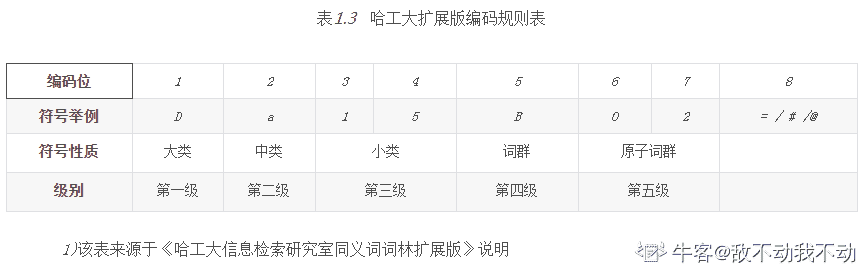 表1.3 哈工大扩展版编码规则表
编码位 1 2 3 4 5 6 7 8
符号举例 D a 1 5 B 0 2 = / # /@
符号性质 大类 中类 小类 词群 原子词群
级别 第一级 第二级 第三级 第四级 第五级
1)该表来源于《哈工大信息检索研究室同义词词林扩展版》说明
牛客@敌不动我不动